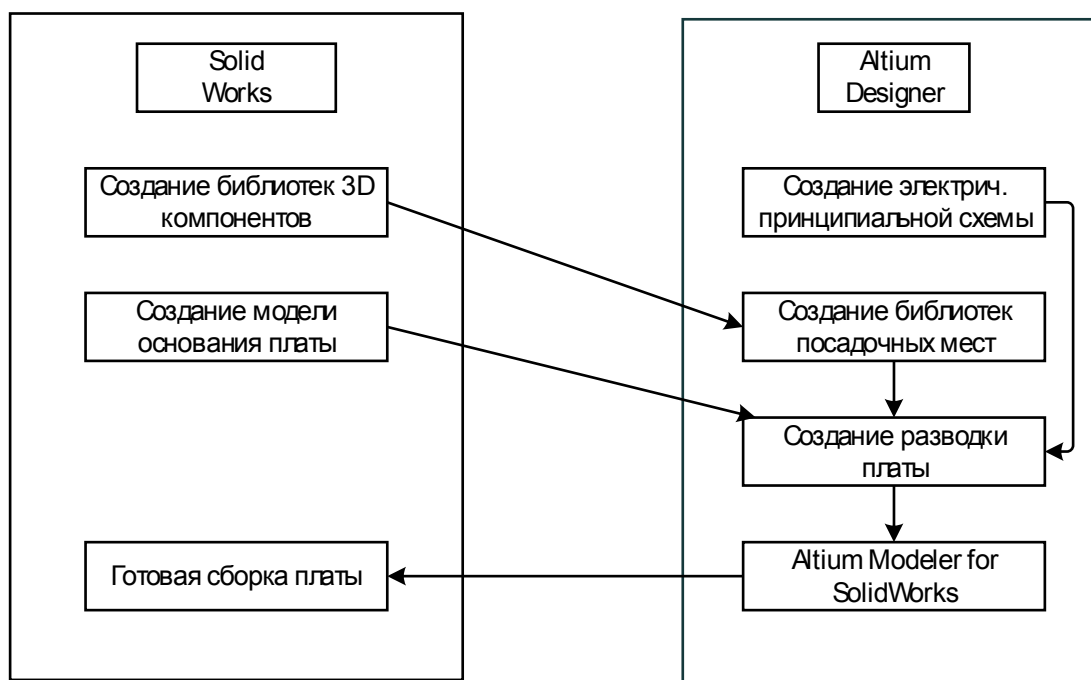 Solid
Works
Создание библиотек 3D
компонентов
Создание модели
основания платы
Готовая сборка платы
Altium
Designer
Создание электрич.
принципиальной схемы
Создание библиотек
посадочных мест
Создание разводки
платы
Altium Modeler for
SolidWorks